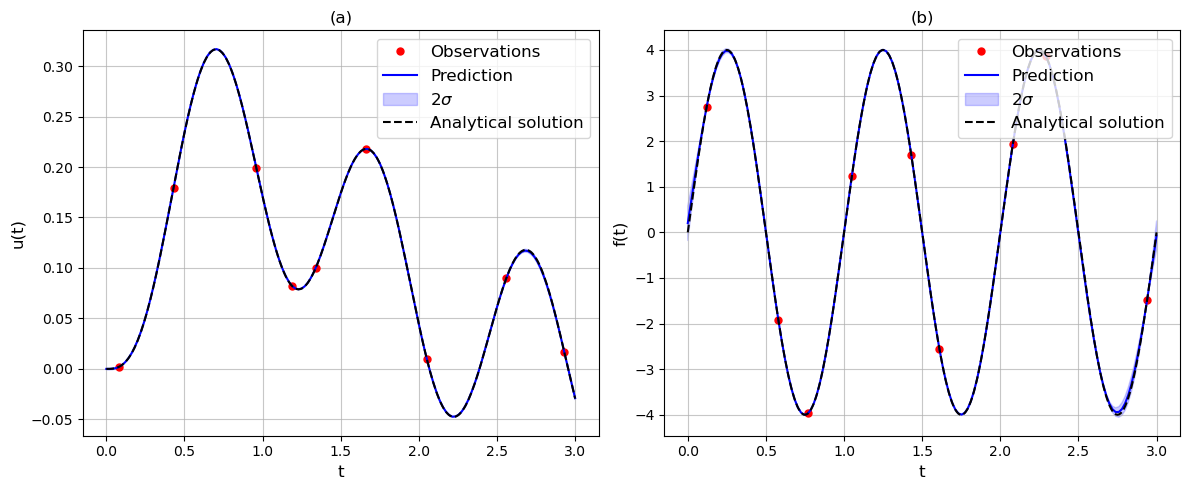 (a)
Observations
Prediction
2σ
Analytical solution
0.30
0.25
0.20
0.15
0.10
0.05
0.00
−0.05
u(t)
0.0 0.5 1.0 1.5 2.0 2.5 3.0
t
(b)
Observations
Prediction
2σ
Analytical solution
4
3
2
1
0
−1
−2
−3
−4
f(t)
0.0 0.5 1.0 1.5 2.0 2.5 3.0
t